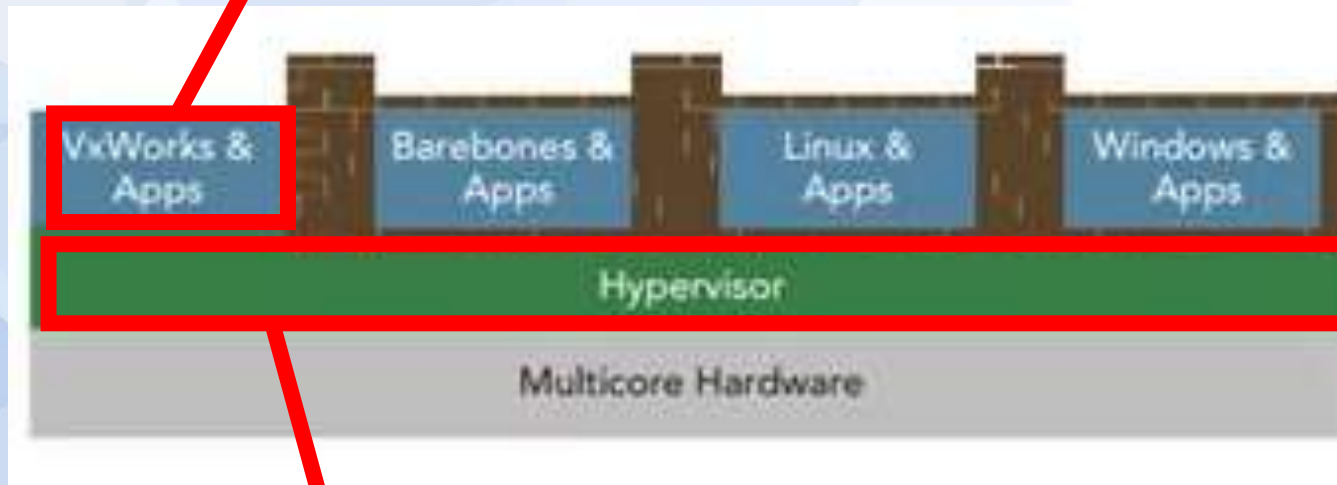 VxWorks &
Apps
Barebones &
Apps
Linux &
Apps
Windows &
Apps
Hypervisor
Multicore Hardware